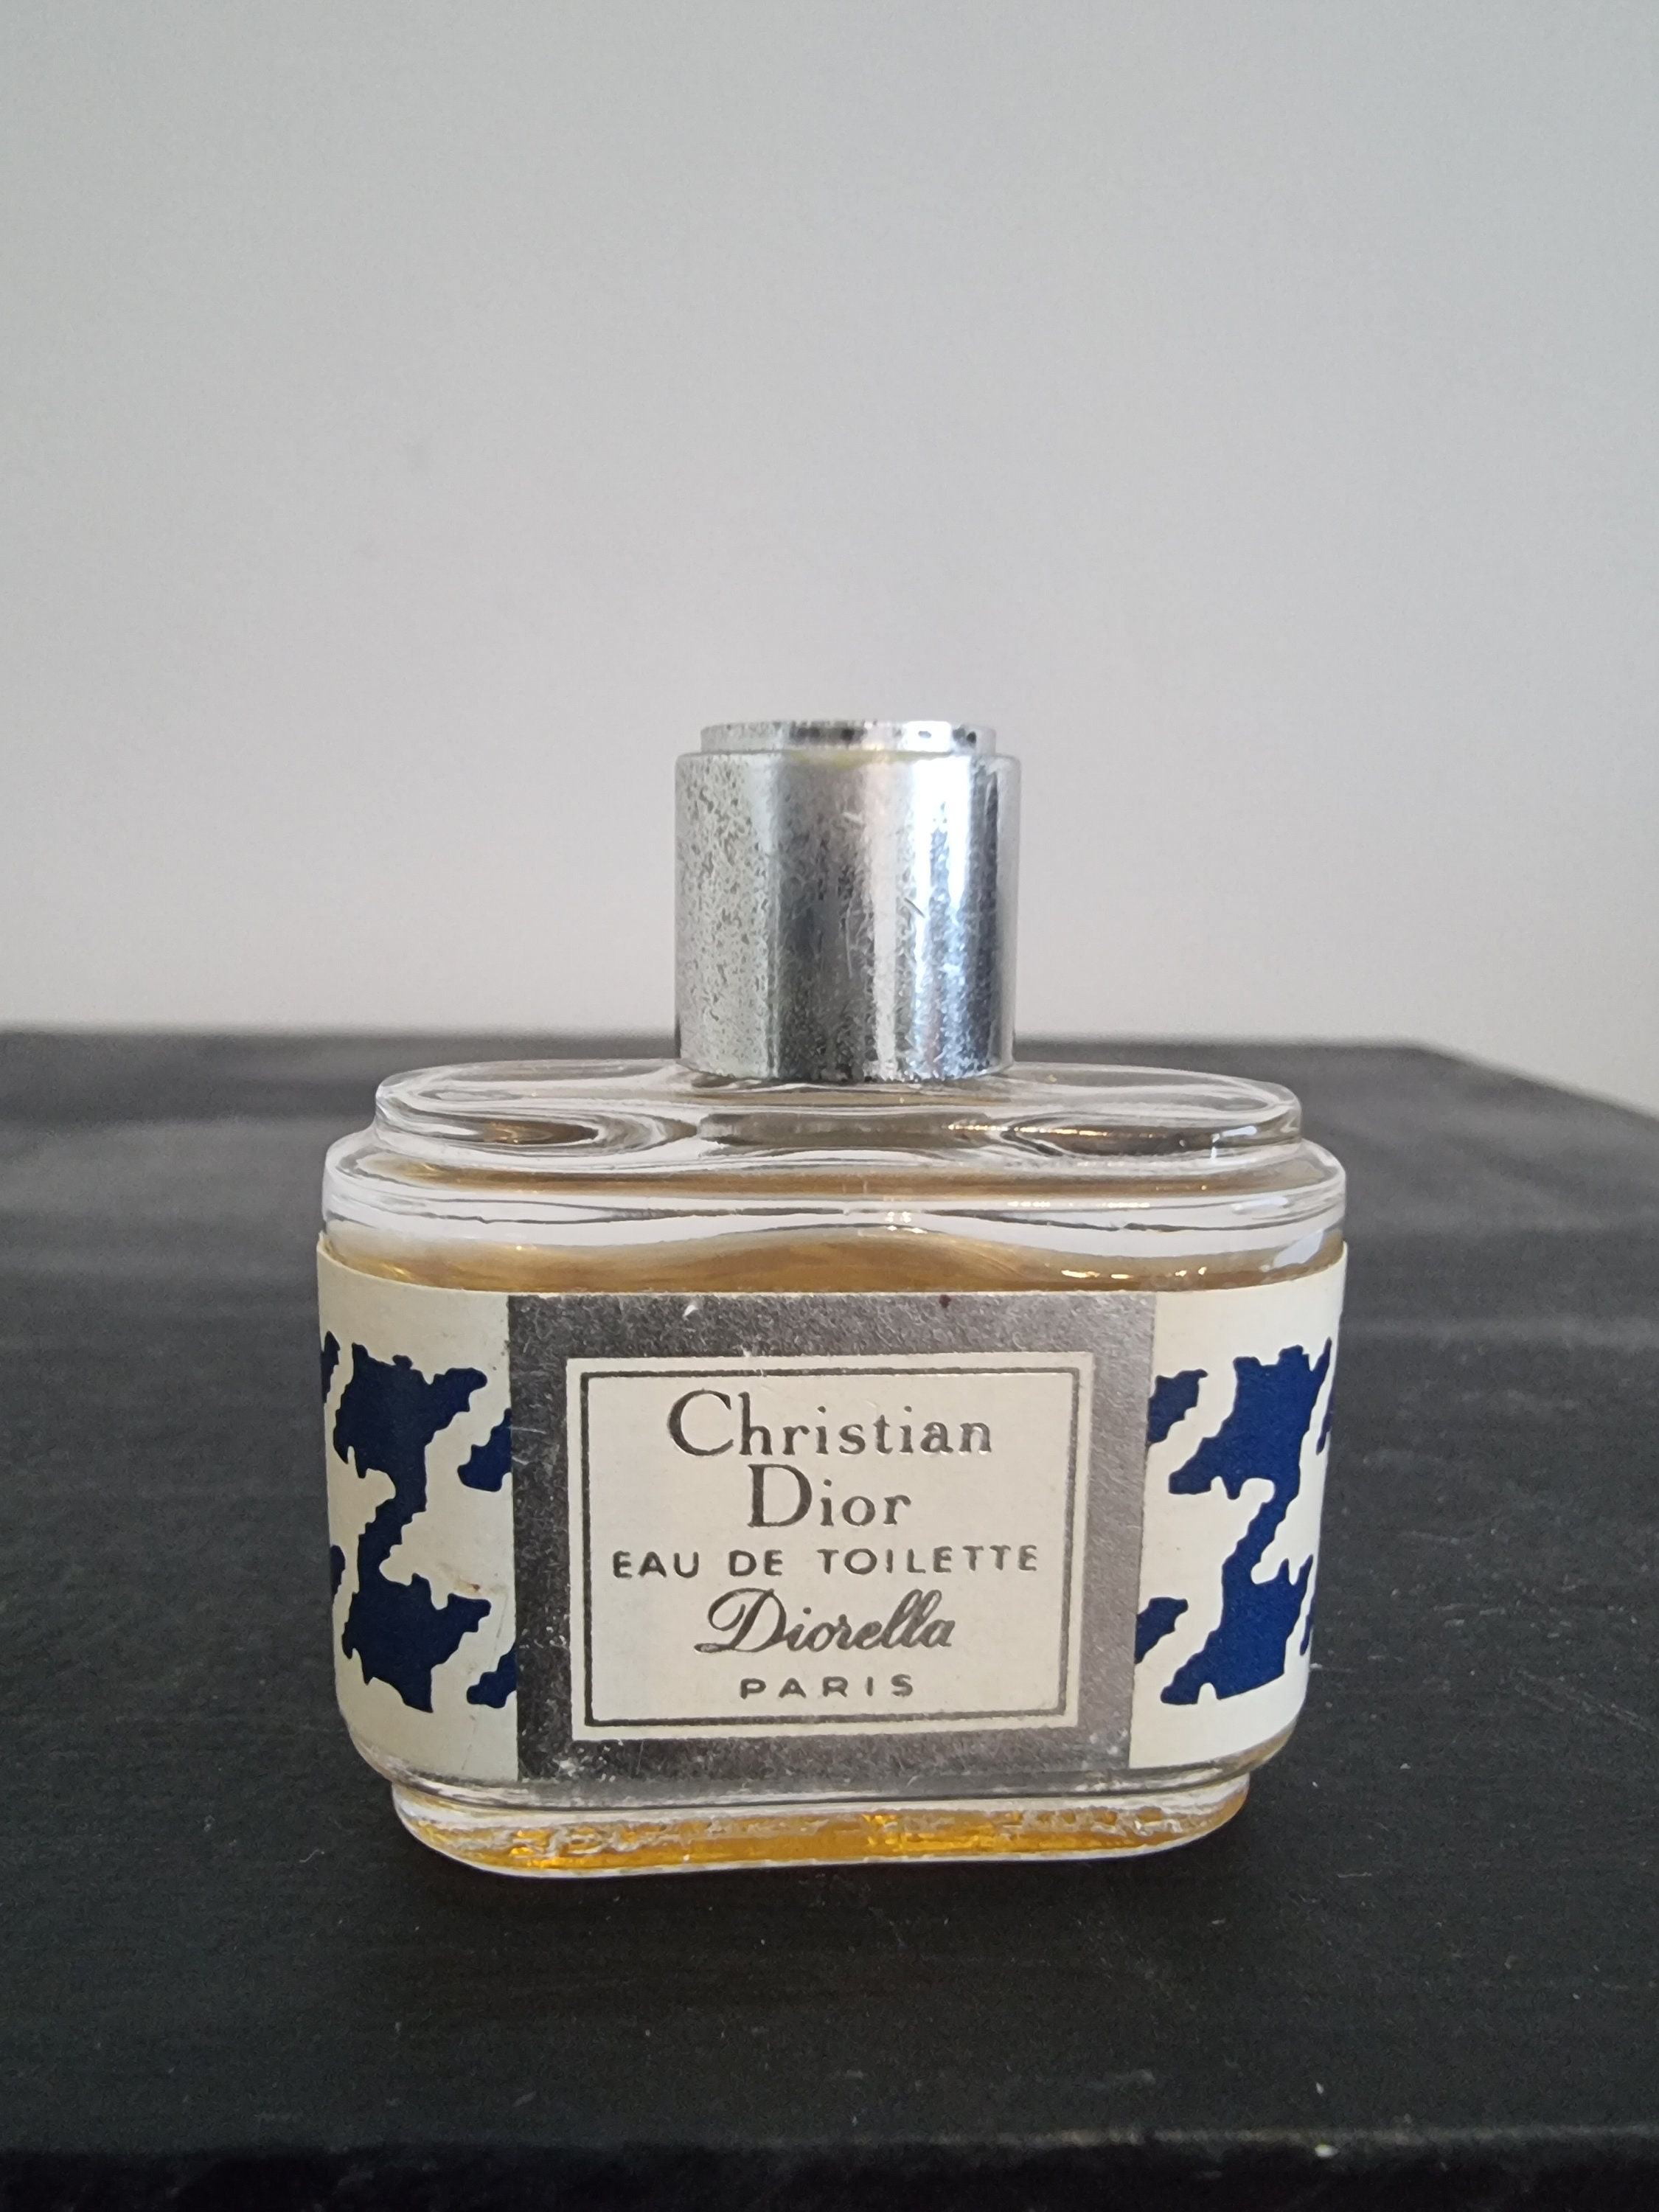 Christian
Dior
EAU DE TOILETTE
Diorella
PARIS